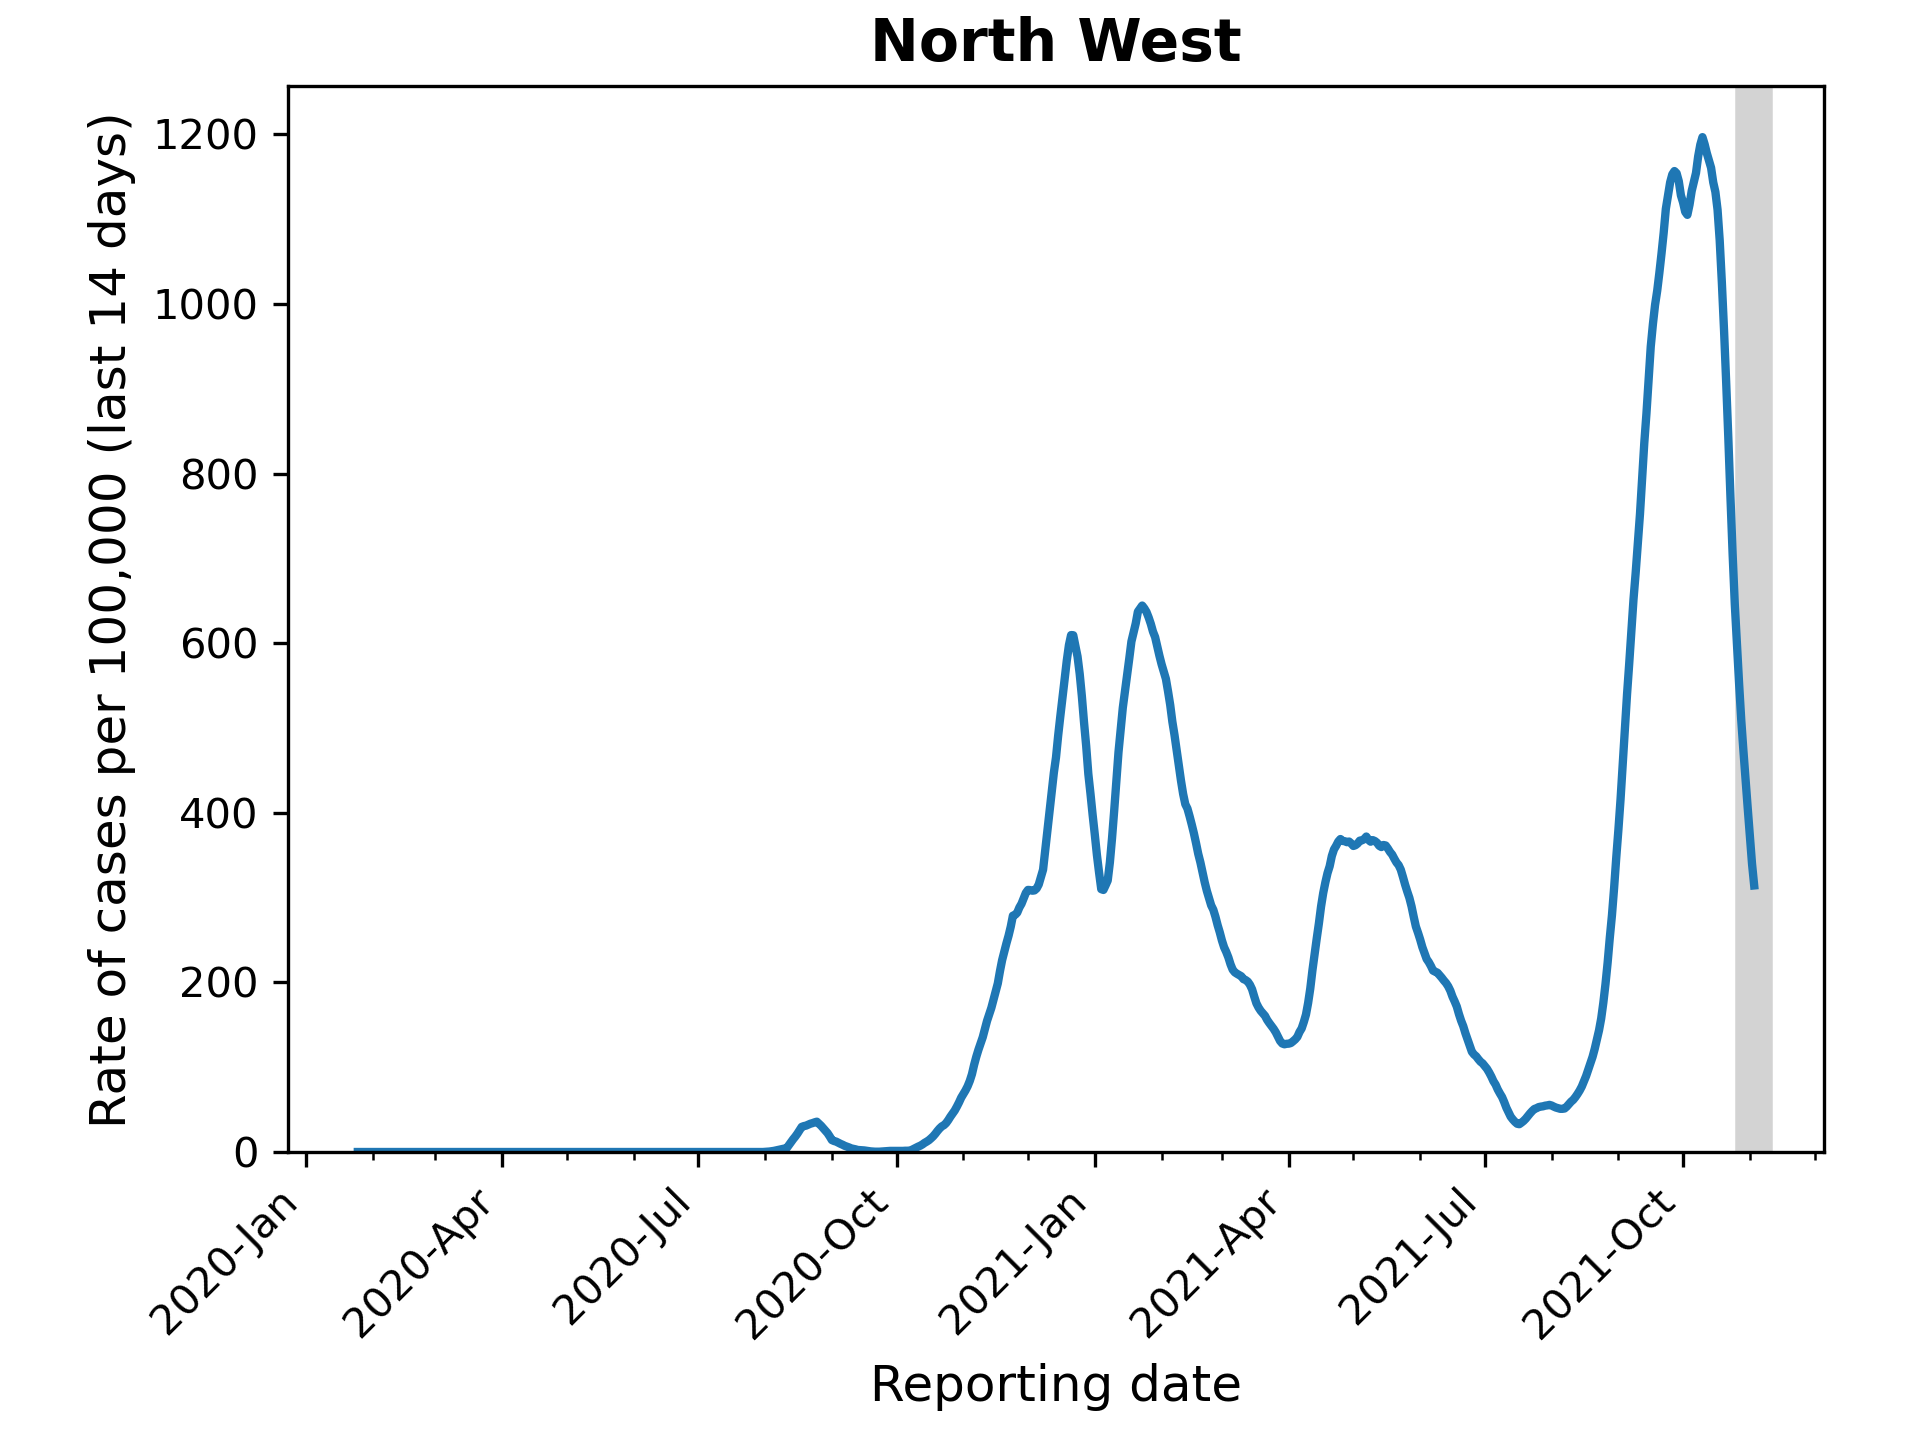 North West
Rate of cases per 100,000 (last 14 days)
1200
1000
800
600
400
200
0
2020-Jan
2020-Apr
2020-Jul
2020-Oct
2021-Jan
2021-Apr
2021-Jul
2021-Oct
Reporting date